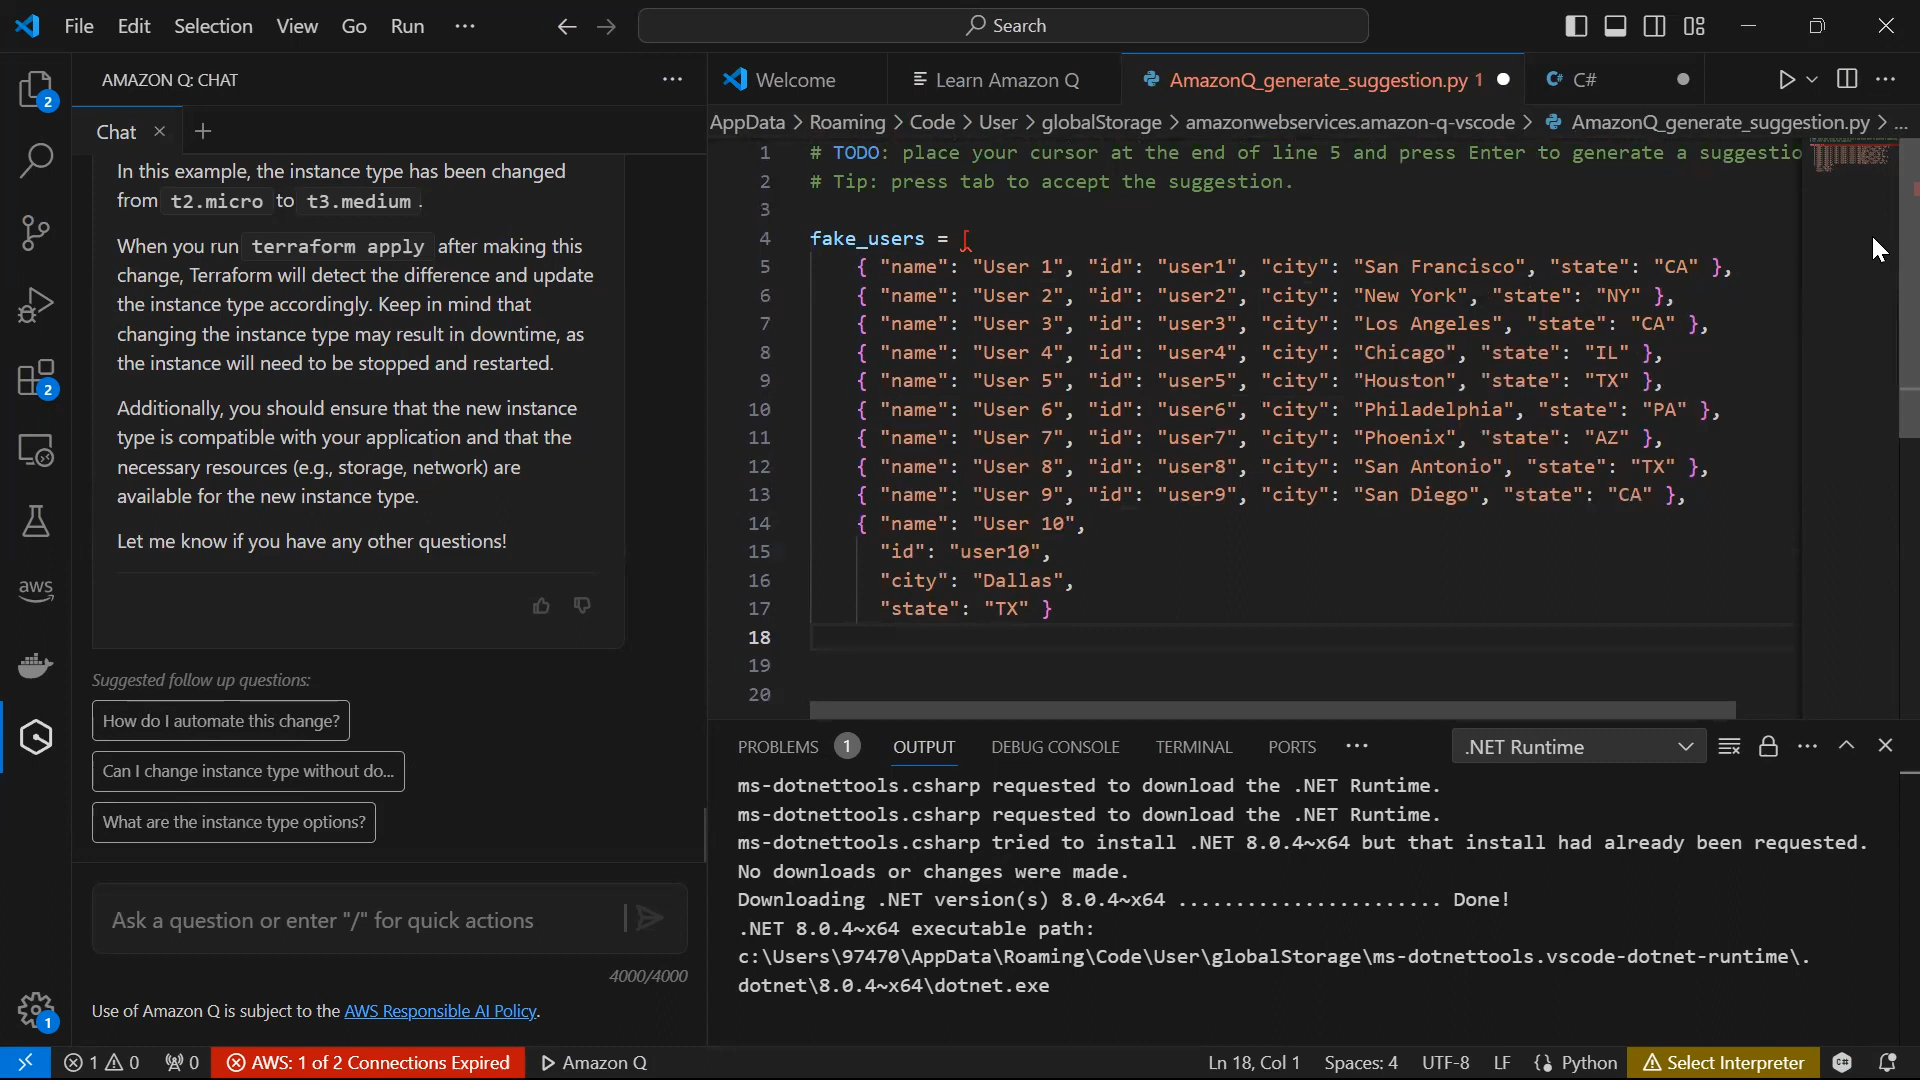 File Edit Selection View Go Run ···
Search
AMAZON Q: CHAT
Chat
In this example, the instance type has been changed
from t2.micro to t3.medium.
When you run terraform apply after making this
change, Terraform will detect the difference and update
the instance type accordingly. Keep in mind that
changing the instance type may result in downtime, as
the instance will need to be stopped and restarted.
Additionally, you should ensure that the new instance
type is compatible with your application and that the
necessary resources (e.g., storage, network) are
available for the new instance type.
Let me know if you have any other questions!
Suggested follow up questions:
How do I automate this change?
Can I change instance type without do...
What are the instance type options?
Ask a question or enter "/" for quick actions
4000/4000
Use of Amazon Q is subject to the AWS Responsible AI Policy.
2
2
aws
1
Welcome
Learn Amazon Q
AmazonQ_generate_suggestion.py 1
C# C#
AppData > Roaming > Code > User > globalStorage > amazonwebservices.amazon-q-vscode > AmazonQ_generate_suggestion.py > ...
1 # TODO: place your cursor at the end of line 5 and press Enter to generate a suggestio
2 # Tip: press tab to accept the suggestion.
3
4 fake_users = [
5 { "name": "User 1", "id": "user1", "city": "San Francisco", "state": "CA" },
6 { "name": "User 2", "id": "user2", "city": "New York", "state": "NY" },
7 { "name": "User 3", "id": "user3", "city": "Los Angeles", "state": "CA" },
8 { "name": "User 4", "id": "user4", "city": "Chicago", "state": "IL" },
9 { "name": "User 5", "id": "user5", "city": "Houston", "state": "TX" },
10 { "name": "User 6", "id": "user6", "city": "Philadelphia", "state": "PA" },
11 { "name": "User 7", "id": "user7", "city": "Phoenix", "state": "AZ" },
12 { "name": "User 8", "id": "user8", "city": "San Antonio", "state": "TX" },
13 { "name": "User 9", "id": "user9", "city": "San Diego", "state": "CA" },
14 { "name": "User 10",
15 "id": "user10",
16 "city": "Dallas",
17 "state": "TX" }
18
19
20
PROBLEMS 1 OUTPUT DEBUG CONSOLE TERMINAL PORTS ··· .NET Runtime
ms-dotnettools.csharp requested to download the .NET Runtime.
ms-dotnettools.csharp requested to download the .NET Runtime.
ms-dotnettools.csharp tried to install .NET 8.0.4~x64 but that install had already been requested.
No downloads or changes were made.
Downloading .NET version(s) 8.0.4~x64 ....................... Done!
.NET 8.0.4~x64 executable path:
c:\Users\97470\AppData\Roaming\Code\User\globalStorage\ms-dotnettools.vscode-dotnet-runtime\.
dotnet\8.0.4~x64\dotnet.exe
1 0 0 AWS: 1 of 2 Connections Expired Amazon Q Ln 18, Col 1 Spaces: 4 UTF-8 LF Python Select Interpreter